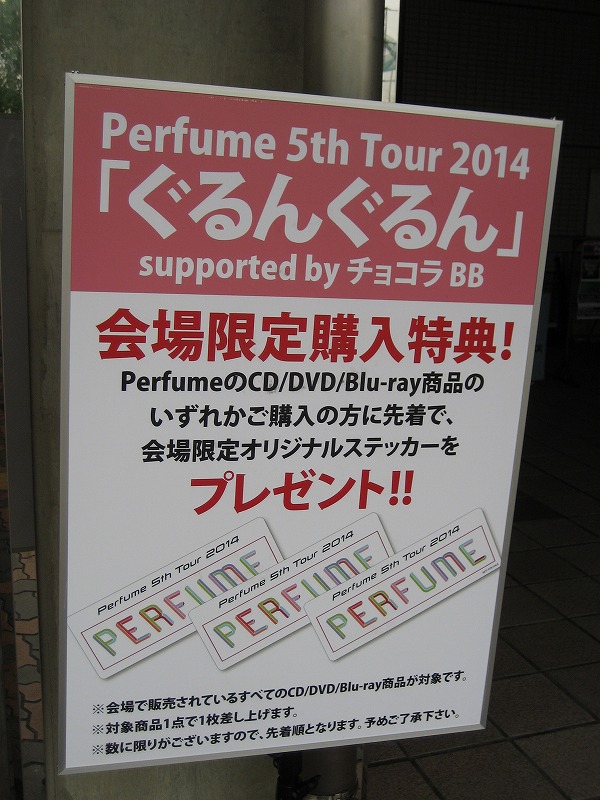 Perfume 5th Tour 2014
「ぐるんぐるん」
supported by チョコラ BB
会場限定購入特典!
PerfumeのCD/DVD/Blu-ray商品の
いずれかご購入の方に先着で、
会場限定オリジナルステッカーを
プレゼント!!
Perfume 5th Tour 2014
PERFUME
Perfume 5th Tour 2014
PERFUME
Perfume 5th Tour 2014
PERFUME
※会場で販売されているすべてのCD/DVD/Blu-ray商品が対象です。
※対象商品1点で1枚差し上げます。
※数に限りがございますので、先着順となります。予めご了承下さい。